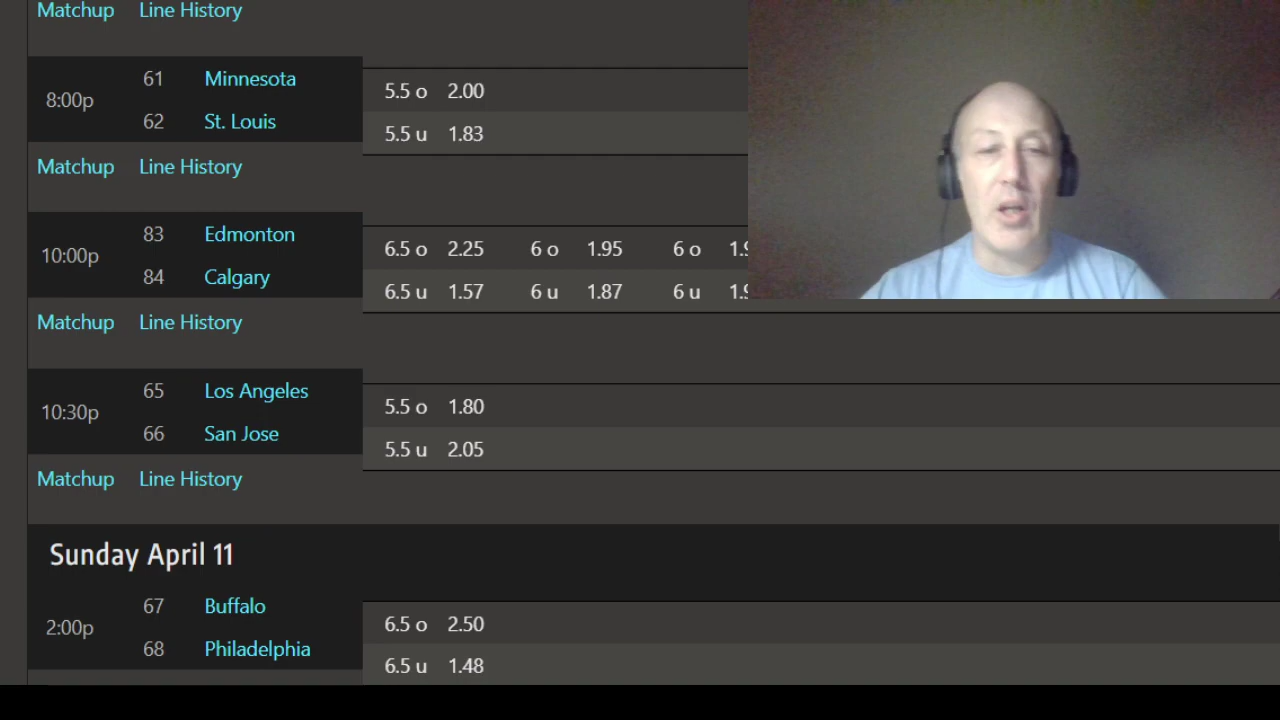 Matchup Line History
8:00p 61 Minnesota 5.5 o 2.00
62 St. Louis 5.5 u 1.83
Matchup Line History
10:00p 83 Edmonton 6.5 o 2.25 6 o 1.95 6 o
84 Calgary 6.5 u 1.57 6 u 1.87 6 u
Matchup Line History
10:30p 65 Los Angeles 5.5 o 1.80
66 San Jose 5.5 u 2.05
Matchup Line History
Sunday April 11
2:00p 67 Buffalo 6.5 o 2.50
68 Philadelphia 6.5 u 1.48